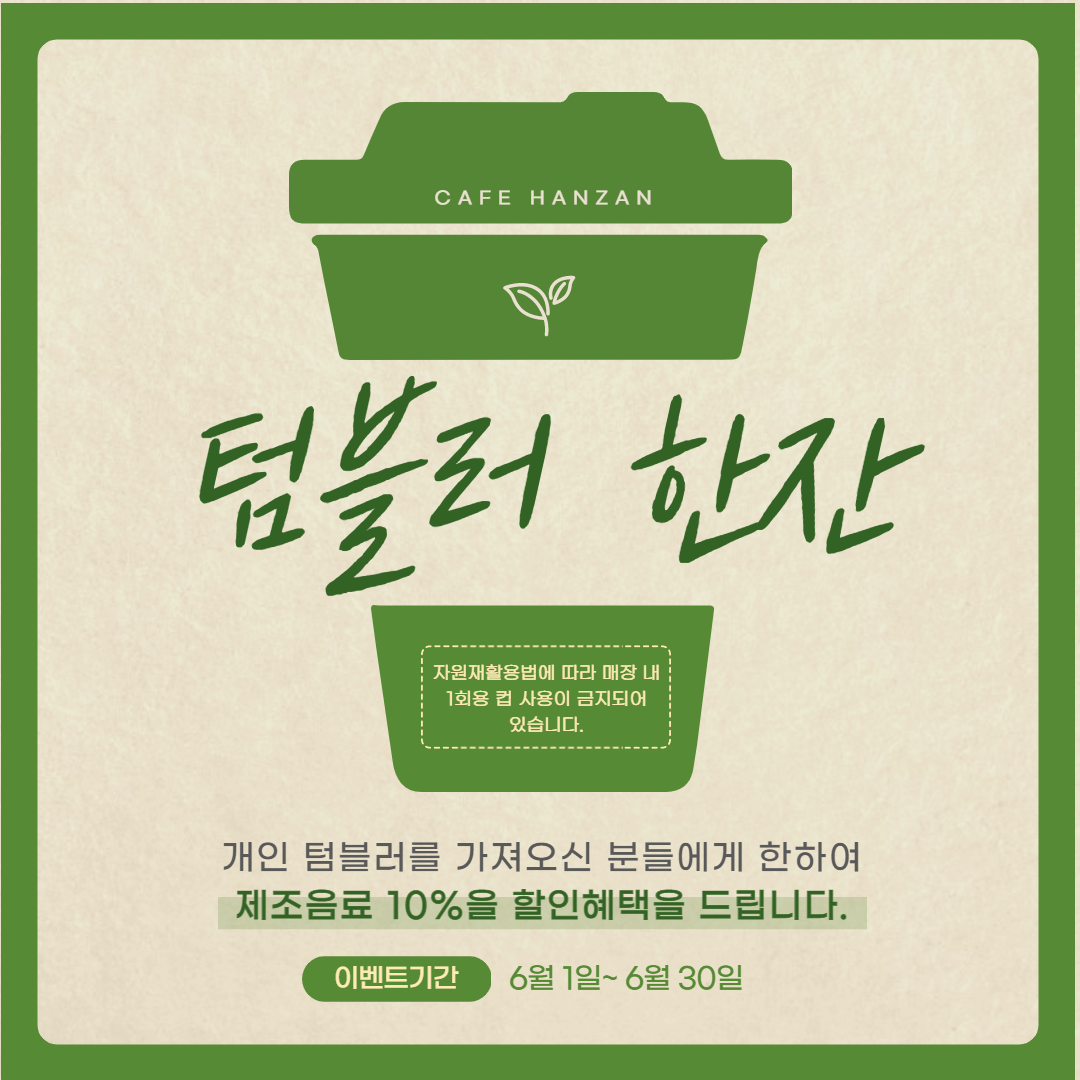 CAFE HANZAN
텀블러 한잔
자원재활용법에 따라 매장 내
1회용 컵 사용이 금지되어
있습니다.
개인 텀블러를 가져오신 분들에게 한하여
제조음료 10%을 할인혜택을 드립니다.
이벤트기간 6월 1일~ 6월 30일